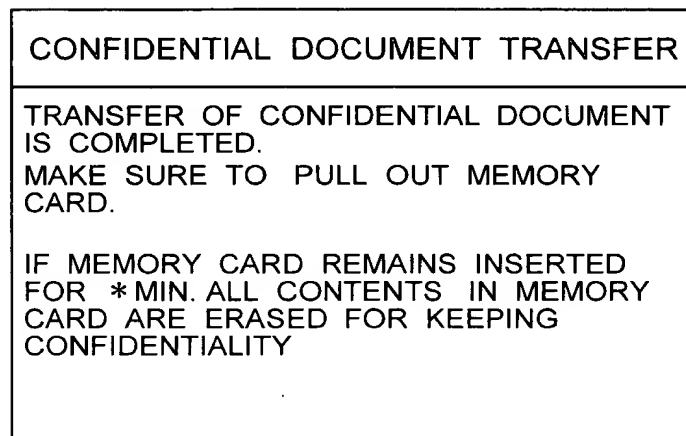 CONFIDENTIAL DOCUMENT TRANSFER
TRANSFER OF CONFIDENTIAL DOCUMENT
IS COMPLETED.
MAKE SURE TO PULL OUT MEMORY
CARD.
IF MEMORY CARD REMAINS INSERTED
FOR *MIN. ALL CONTENTS IN MEMORY
CARD ARE ERASED FOR KEEPING
CONFIDENTIALITY